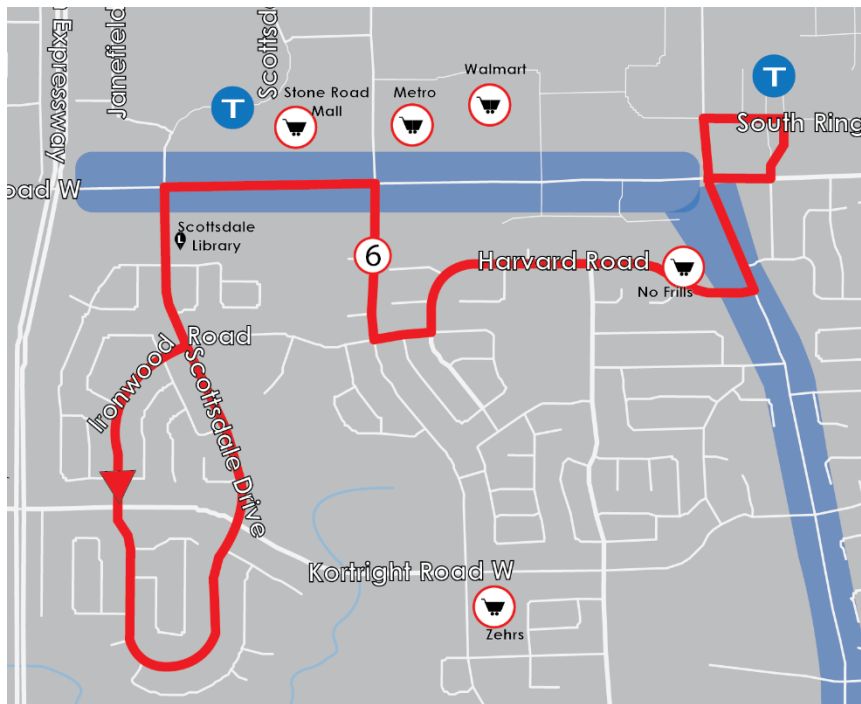 Expressway
Janefield
Scottsd
T
Stone Road
Mall
Metro
Walmart
T
South Ring
oad W
Scottsdale
Library
L
6
Harvard Road
No Frills
Ironwood Road
Scottsdale Drive
Kortright Road W
Zehrs